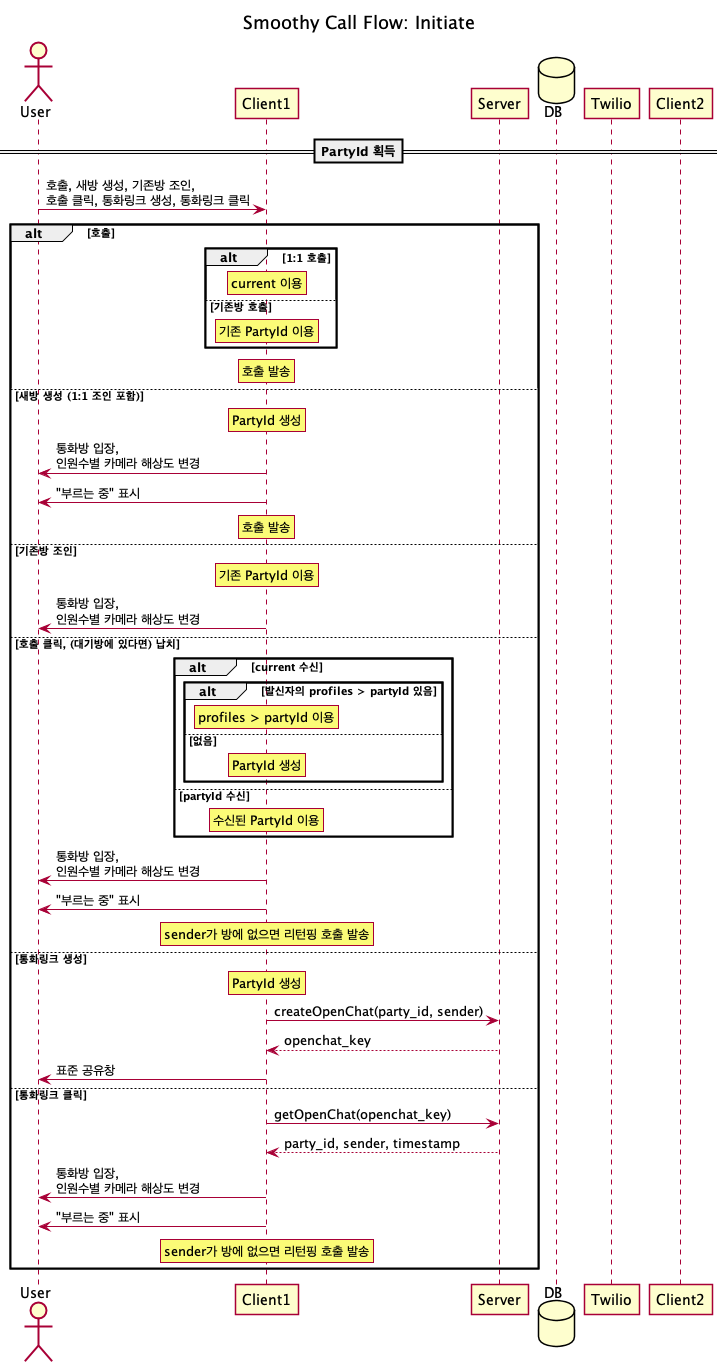 Smoothy Call Flow: Initiate
User
Client1
Server
DB
Twilio
Client2
PartyId 획득
호출, 새방 생성, 기존방 조인,
호출 클릭, 통화링크 생성, 통화링크 클릭
alt [호출]
alt [1:1 호출]
current 이용
[기존방 호출]
기존 PartyId 이용
호출 발송
[새방 생성 (1:1 조인 포함)]
PartyId 생성
통화방 입장,
인원수별 카메라 해상도 변경
"부르는 중" 표시
호출 발송
[기존방 조인]
기존 PartyId 이용
통화방 입장,
인원수별 카메라 해상도 변경
[호출 클릭, (대기방에 있다면) 납치]
alt [current 수신]
alt [발신자의 profiles > partyId 있음]
profiles > partyId 이용
[없음]
PartyId 생성
[partyId 수신]
수신된 PartyId 이용
통화방 입장,
인원수별 카메라 해상도 변경
"부르는 중" 표시
sender가 방에 없으면 리턴핑 호출 발송
[통화링크 생성]
PartyId 생성
createOpenChat(party_id, sender)
openchat_key
표준 공유창
[통화링크 클릭]
getOpenChat(openchat_key)
party_id, sender, timestamp
통화방 입장,
인원수별 카메라 해상도 변경
"부르는 중" 표시
sender가 방에 없으면 리턴핑 호출 발송
User
Client1
Server
DB
Twilio
Client2